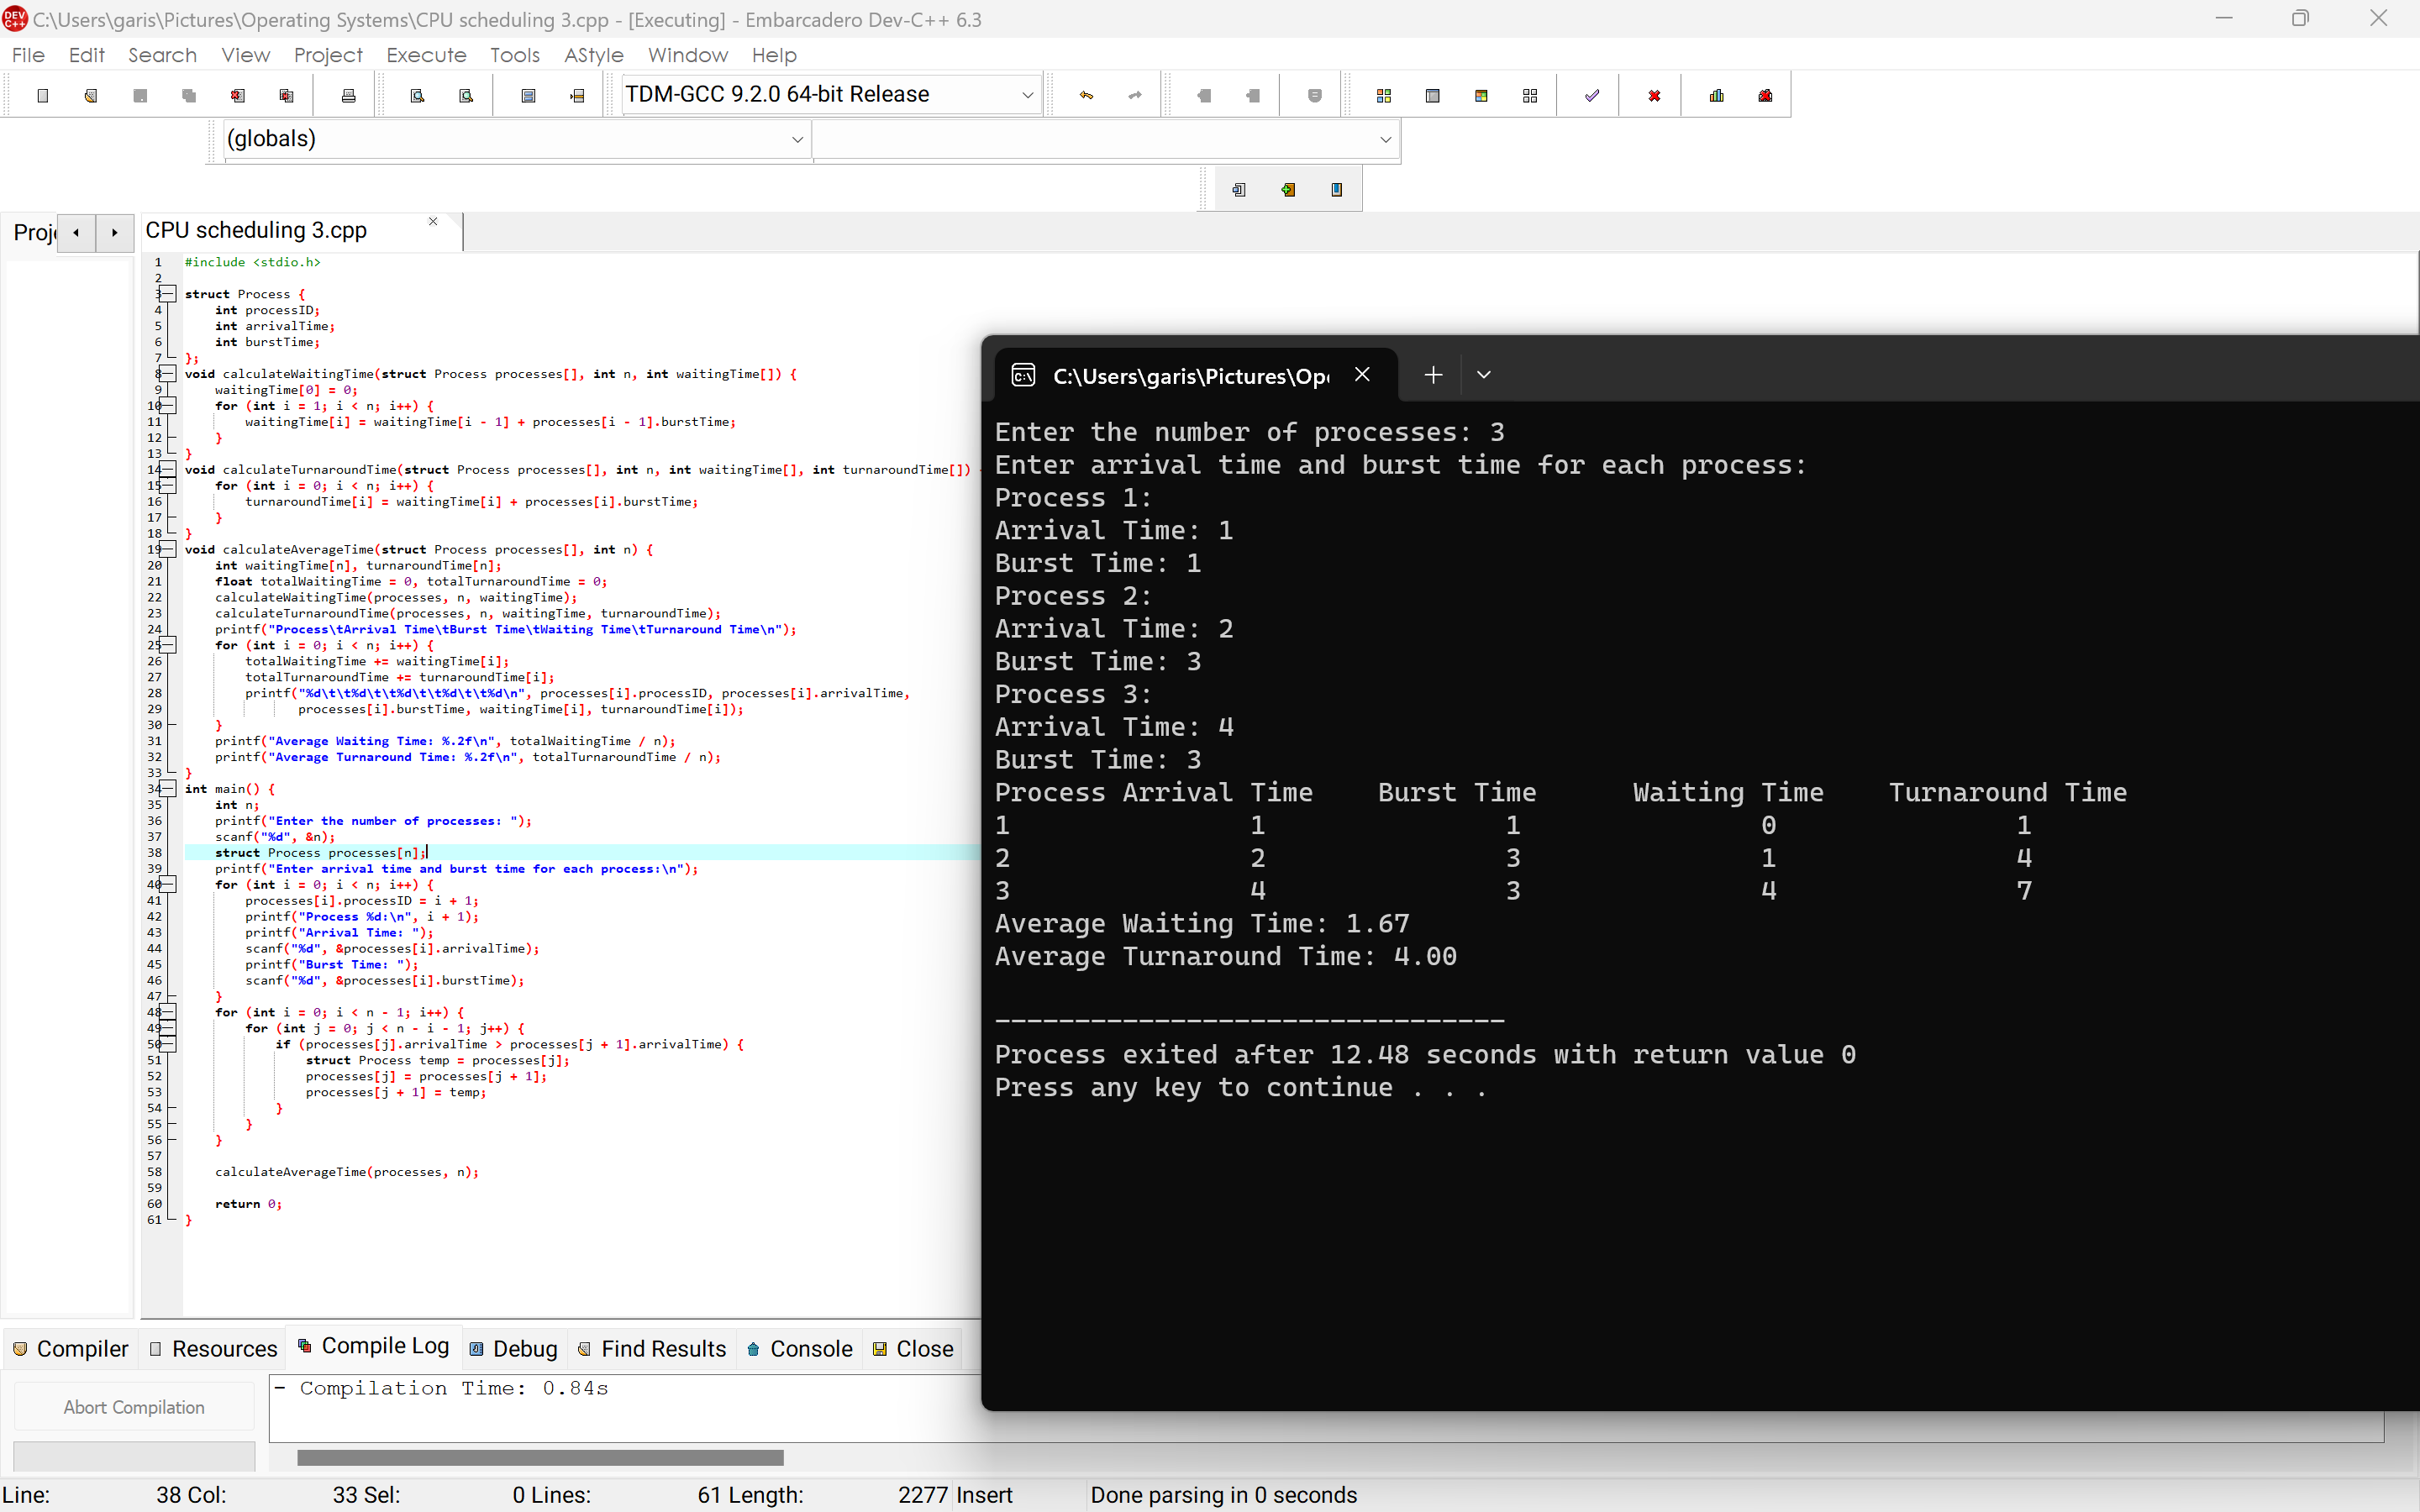 C:\Users\garis\Pictures\Operating Systems\CPU scheduling 3.cpp - [Executing] - Embarcadero Dev-C++ 6.3
File Edit Search View Project Execute Tools AStyle Window Help
TDM-GCC 9.2.0 64-bit Release
(globals)
CPU scheduling 3.cpp
1 #include <stdio.h>
2
3 struct Process {
4 int processID;
5 int arrivalTime;
6 int burstTime;
7 };
8 void calculateWaitingTime(struct Process processes[], int n, int waitingTime[]) {
9 waitingTime[0] = 0;
10 for (int i = 1; i < n; i++) {
11 waitingTime[i] = waitingTime[i - 1] + processes[i - 1].burstTime;
12 }
13 }
14 void calculateTurnaroundTime(struct Process processes[], int n, int waitingTime[], int turnaroundTime[])
15 for (int i = 0; i < n; i++) {
16 turnaroundTime[i] = waitingTime[i] + processes[i].burstTime;
17 }
18 }
19 void calculateAverageTime(struct Process processes[], int n) {
20 int waitingTime[n], turnaroundTime[n];
21 float totalWaitingTime = 0, totalTurnaroundTime = 0;
22 calculateWaitingTime(processes, n, waitingTime);
23 calculateTurnaroundTime(processes, n, waitingTime, turnaroundTime);
24 printf("Process\tArrival Time\tBurst Time\tWaiting Time\tTurnaround Time\n");
25 for (int i = 0; i < n; i++) {
26 totalWaitingTime += waitingTime[i];
27 totalTurnaroundTime += turnaroundTime[i];
28 printf("%d\t\t%d\t\t%d\t\t%d\t\t%d\n", processes[i].processID, processes[i].arrivalTime,
29 processes[i].burstTime, waitingTime[i], turnaroundTime[i]);
30 }
31 printf("Average Waiting Time: %.2f\n", totalWaitingTime / n);
32 printf("Average Turnaround Time: %.2f\n", totalTurnaroundTime / n);
33 }
34 int main() {
35 int n;
36 printf("Enter the number of processes: ");
37 scanf("%d", &n);
38 struct Process processes[n];
39 printf("Enter arrival time and burst time for each process:\n");
40 for (int i = 0; i < n; i++) {
41 processes[i].processID = i + 1;
42 printf("Process %d:\n", i + 1);
43 printf("Arrival Time: ");
44 scanf("%d", &processes[i].arrivalTime);
45 printf("Burst Time: ");
46 scanf("%d", &processes[i].burstTime);
47 }
48 for (int i = 0; i < n - 1; i++) {
49 for (int j = 0; j < n - i - 1; j++) {
50 if (processes[j].arrivalTime > processes[j + 1].arrivalTime) {
51 struct Process temp = processes[j];
52 processes[j] = processes[j + 1];
53 processes[j + 1] = temp;
54 }
55 }
56 }
57
58 calculateAverageTime(processes, n);
59
60 return 0;
61 }
C:\Users\garis\Pictures\Ope
Enter the number of processes: 3
Enter arrival time and burst time for each process:
Process 1:
Arrival Time: 1
Burst Time: 1
Process 2:
Arrival Time: 2
Burst Time: 3
Process 3:
Arrival Time: 4
Burst Time: 3
Process Arrival Time Burst Time Waiting Time Turnaround Time
1 1 1 0 1
2 2 3 1 4
3 4 3 4 7
Average Waiting Time: 1.67
Average Turnaround Time: 4.00
--------------------------------
Process exited after 12.48 seconds with return value 0
Press any key to continue . . .
Compiler Resources Compile Log Debug Find Results Console Close
Abort Compilation
- Compilation Time: 0.84s
Line: 38 Col: 33 Sel: 0 Lines: 61 Length: 2277 Insert Done parsing in 0 seconds